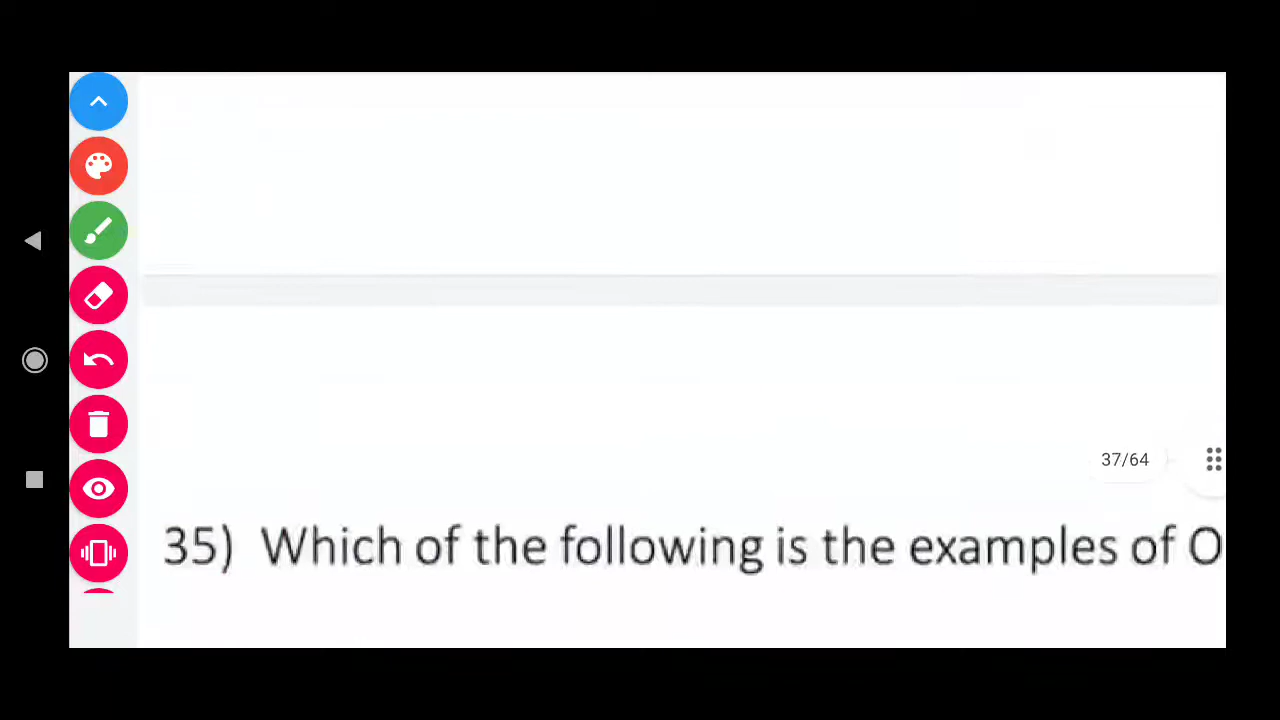 37/64
35) Which of the following is the examples of O